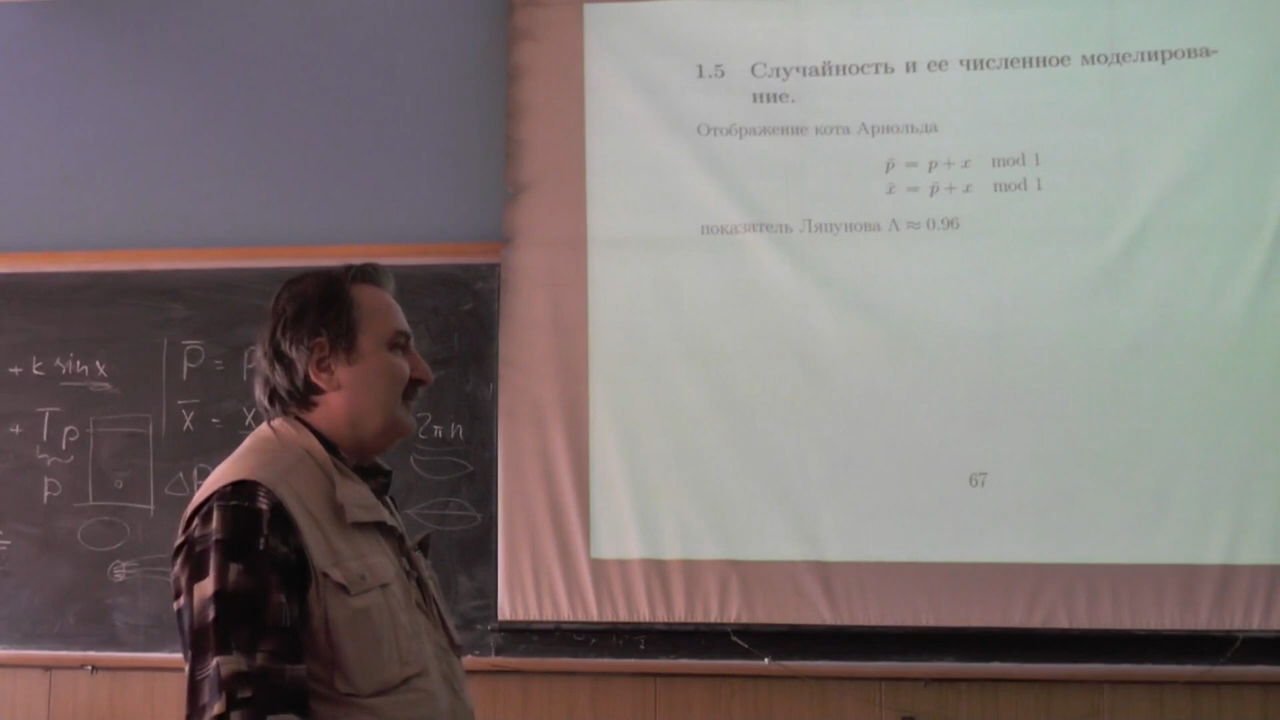 1.5 Случайность и ее численное моделирова-
ние.
Отображение кота Арнольда
p̄ = p + x mod 1
x̄ = p̄ + x mod 1
показатель Ляпунова Λ ≈ 0.96
67
+ k sin x
p̄ = p
+ T p
x̄ = x
2πn
p